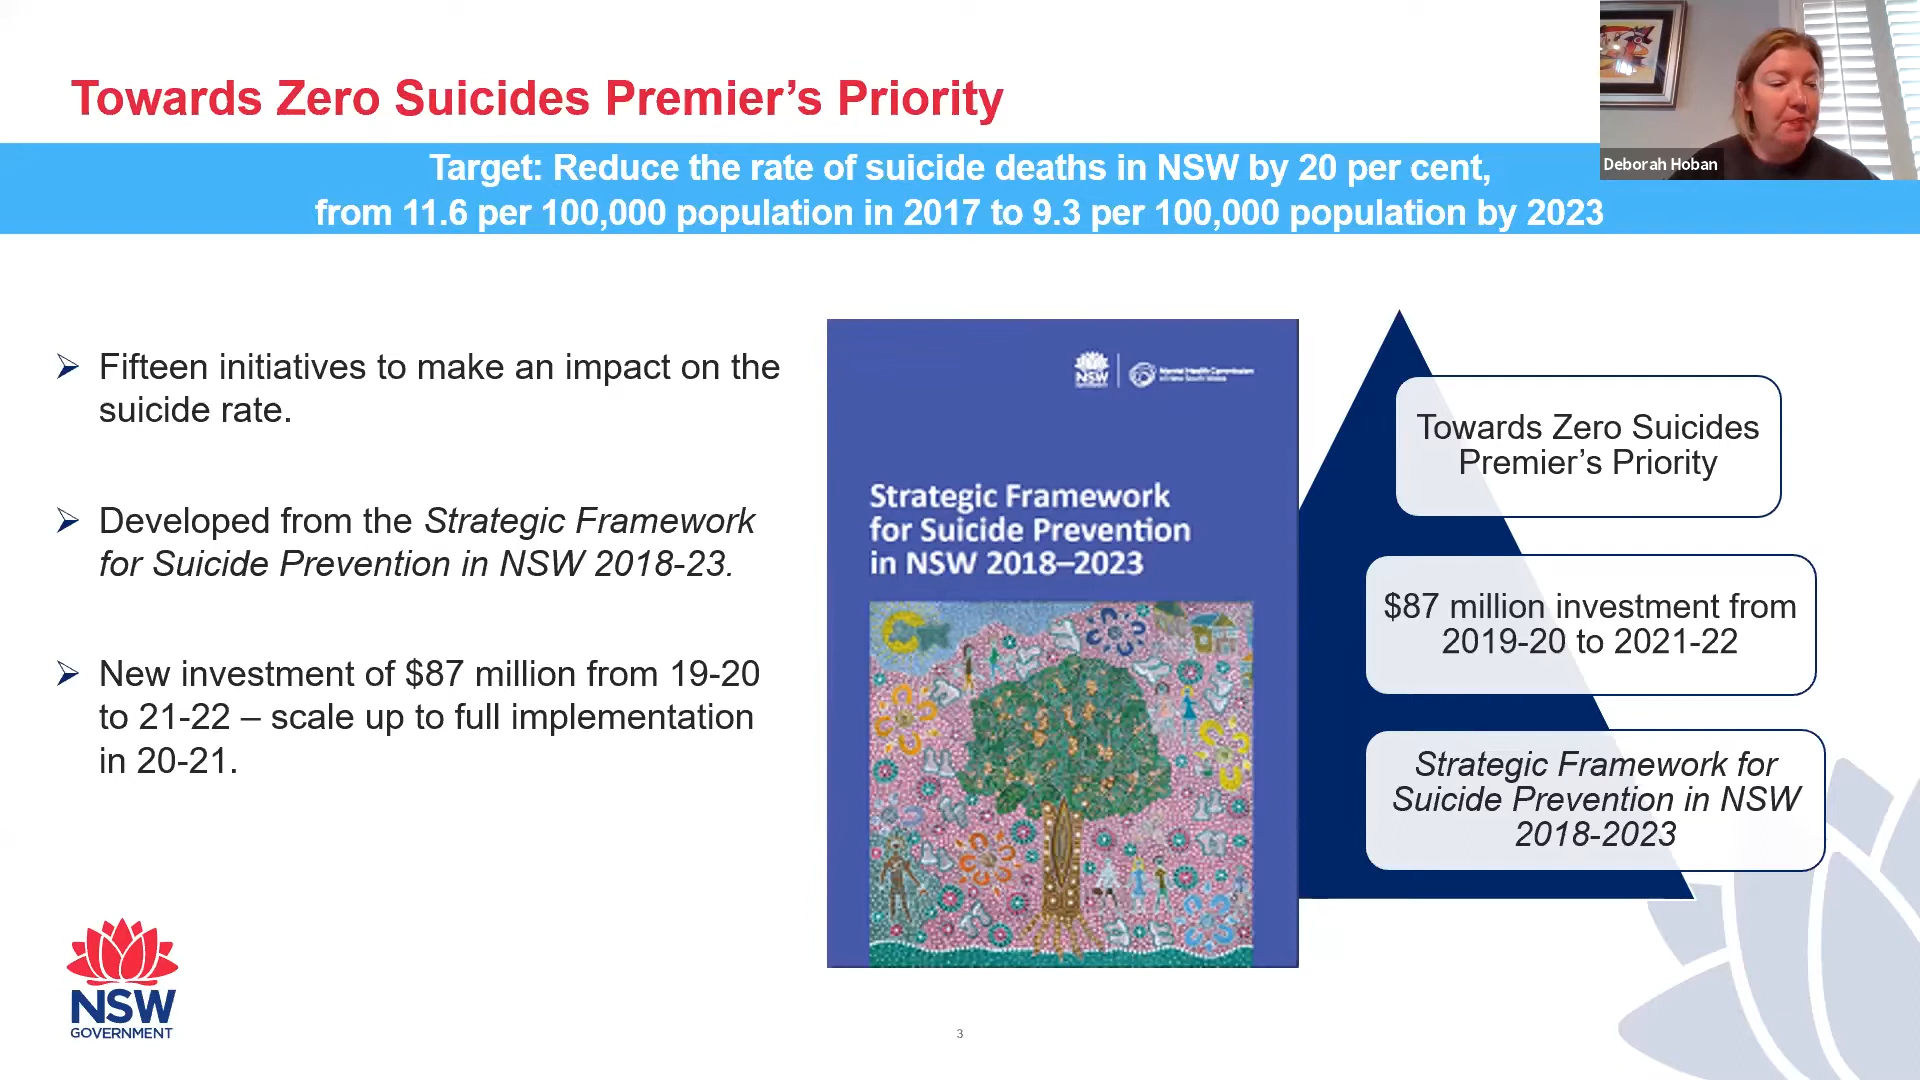 Towards Zero Suicides Premier’s Priority
Deborah Hoban
Target: Reduce the rate of suicide deaths in NSW by 20 per cent,
from 11.6 per 100,000 population in 2017 to 9.3 per 100,000 population by 2023
Fifteen initiatives to make an impact on the
suicide rate.
Developed from the Strategic Framework
for Suicide Prevention in NSW 2018-23.
New investment of $87 million from 19-20
to 21-22 – scale up to full implementation
in 20-21.
NSW
Mental Health Commission
Strategic Framework
for Suicide Prevention
in NSW 2018–2023
Towards Zero Suicides
Premier’s Priority
$87 million investment from
2019-20 to 2021-22
Strategic Framework for
Suicide Prevention in NSW
2018-2023
NSW
GOVERNMENT
3